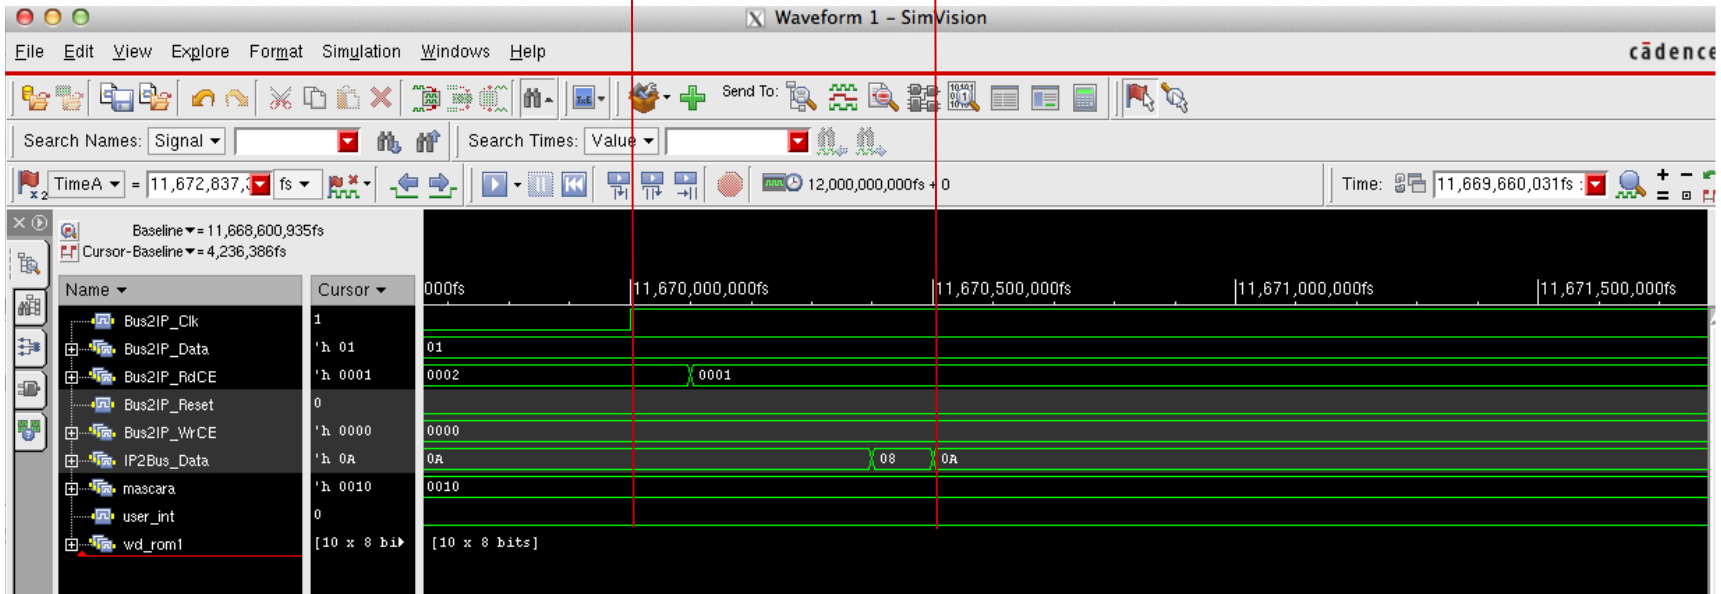 Waveform 1 - SimVision
File Edit View Explore Format Simulation Windows Help
cādence
Send To:
Search Names: Signal Search Times: Value
x2 TimeA = 11,672,837, fs 12,000,000,000fs + 0 Time: 11,669,660,031fs :
Baseline = 11,668,600,935fs
Cursor-Baseline = 4,236,386fs
Name Cursor 000fs 11,670,000,000fs 11,670,500,000fs 11,671,000,000fs 11,671,500,000fs
Bus2IP_Clk 1
Bus2IP_Data 'h 01 01
Bus2IP_RdCE 'h 0001 0002 0001
Bus2IP_Reset 0
Bus2IP_WrCE 'h 0000 0000
IP2Bus_Data 'h 0A 0A 08 0A
mascara 'h 0010 0010
user_int 0
wd_rom1 [10 x 8 bi [10 x 8 bits]